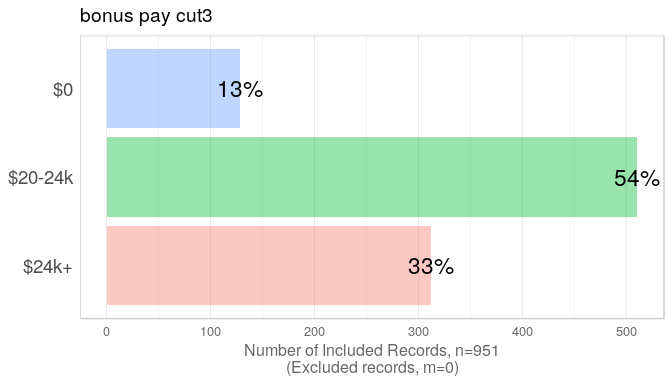 bonus pay cut3
$0
13%
$20-24k
54%
$24k+
33%
0 100 200 300 400 500
Number of Included Records, n=951
(Excluded records, m=0)